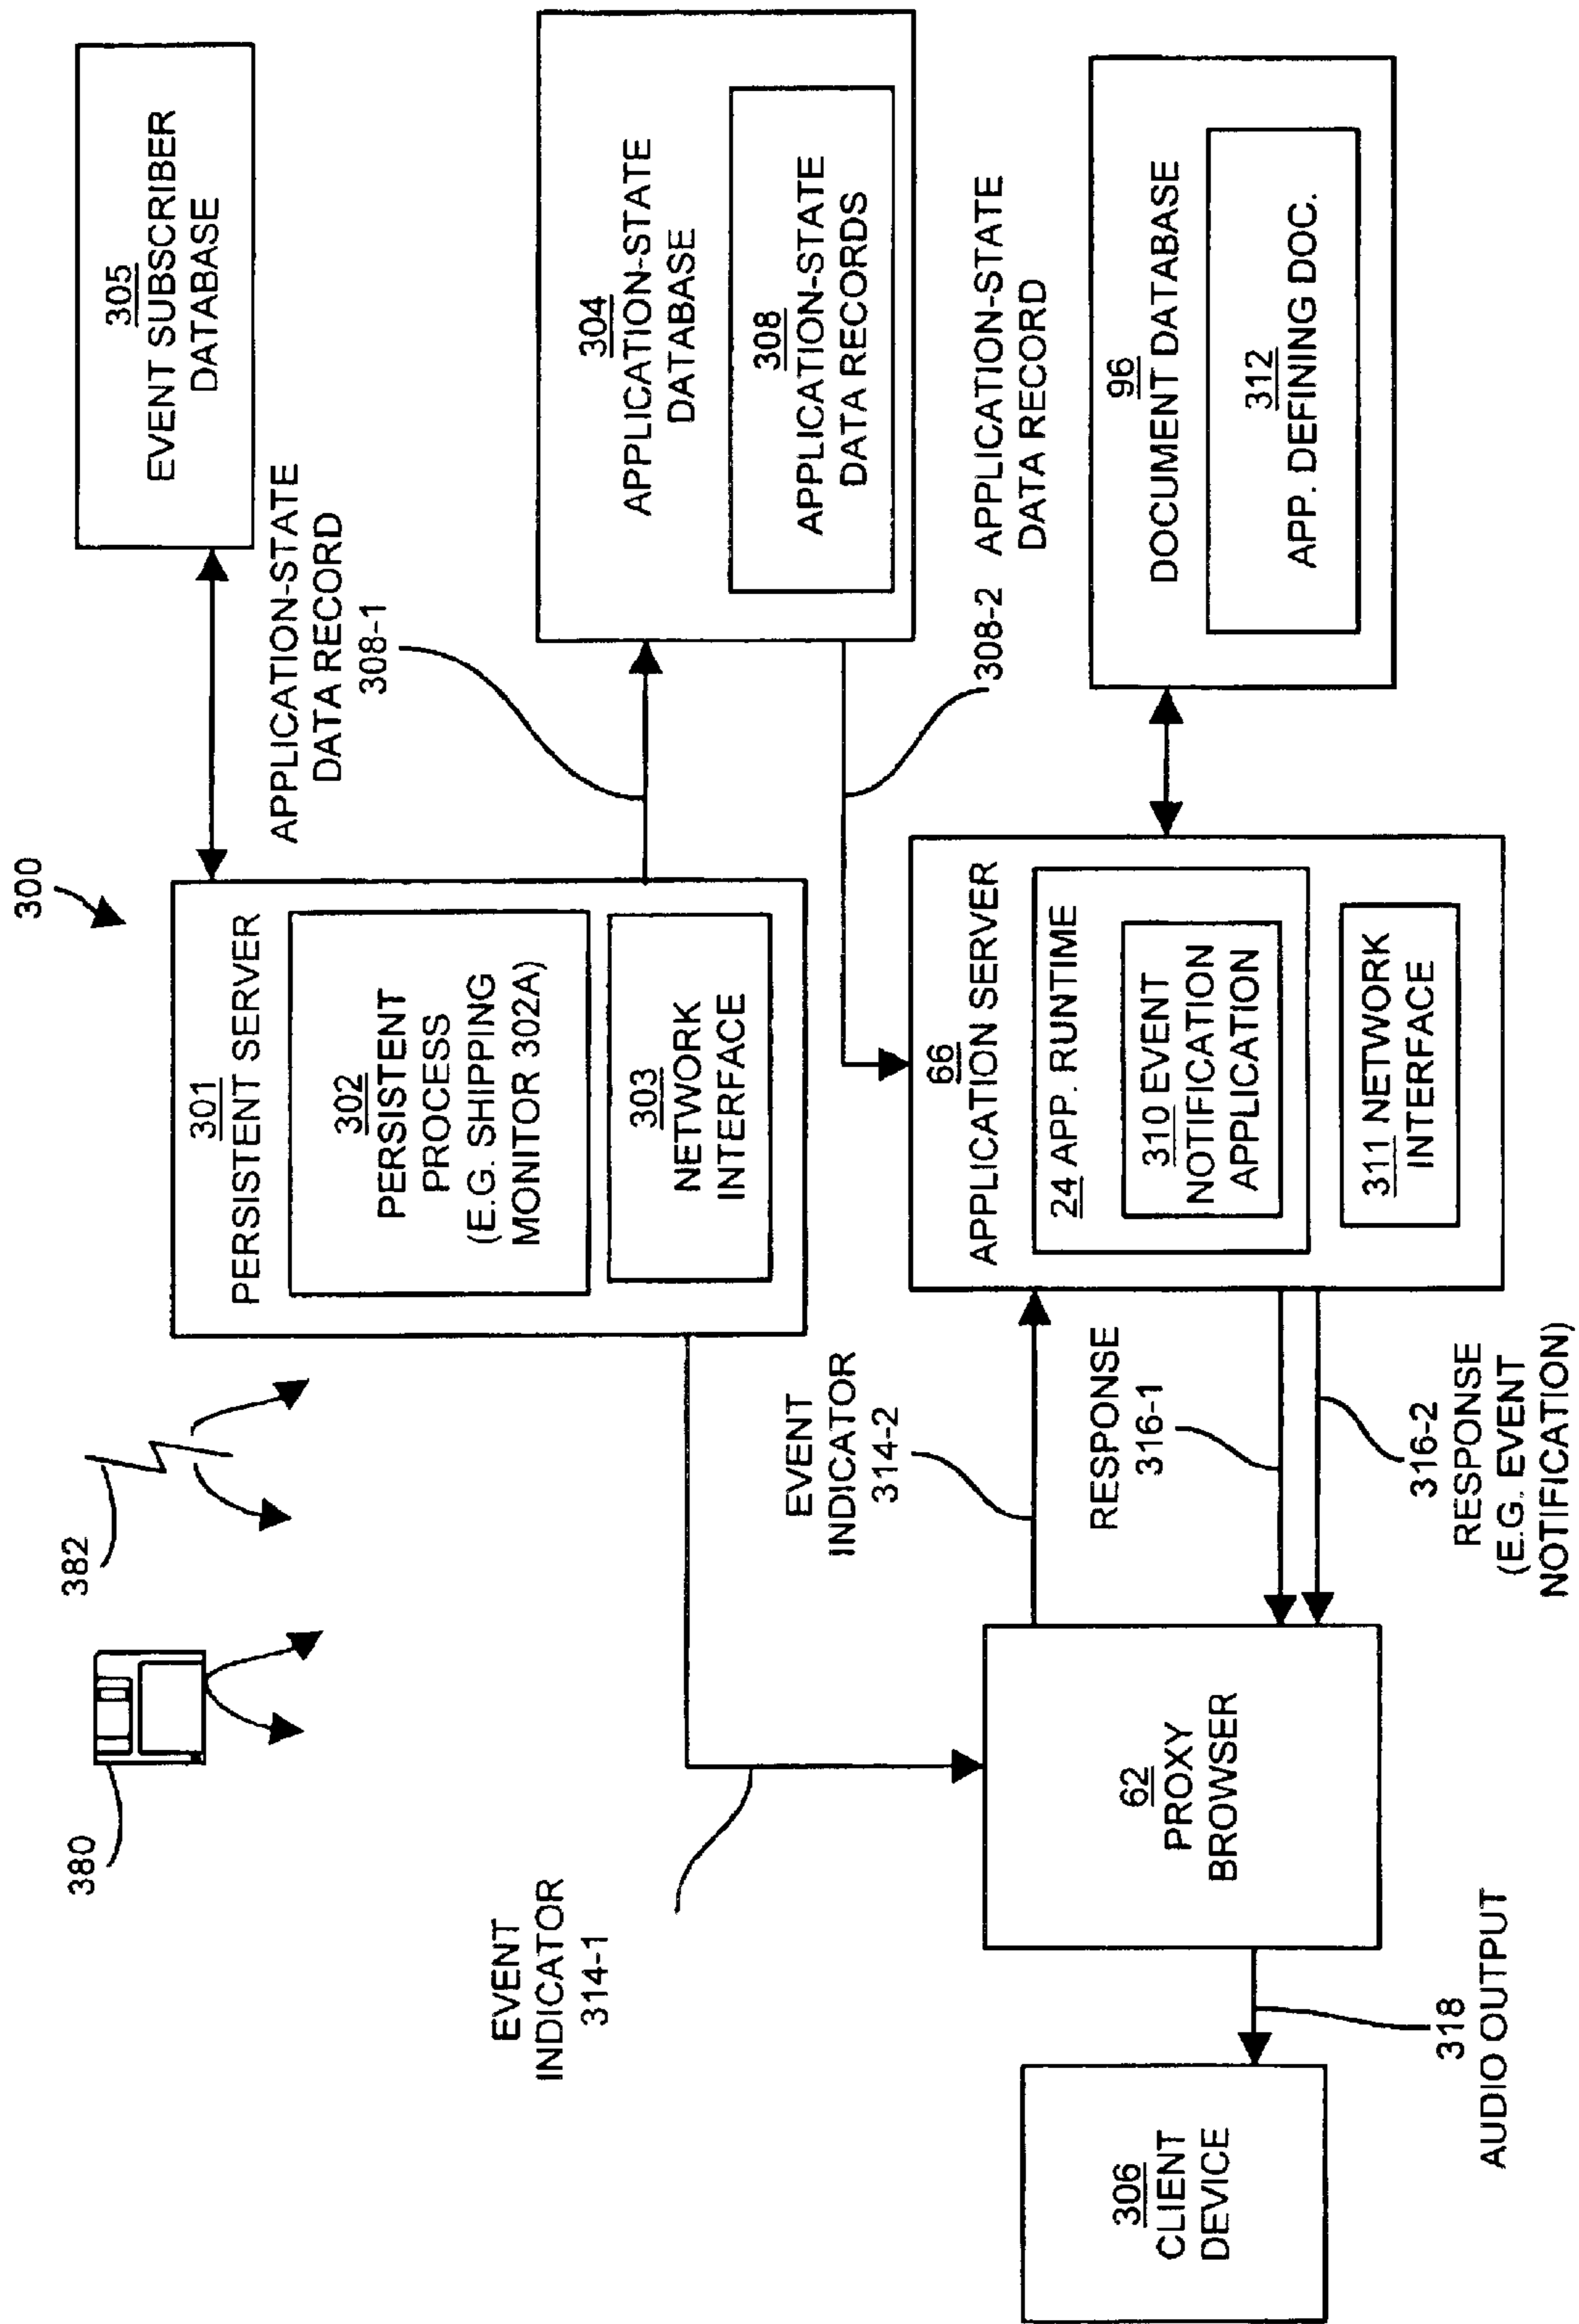 300
380
382
301
PERSISTENT SERVER
302
PERSISTENT
PROCESS
(E.G. SHIPPING
MONITOR 302A)
303
NETWORK
INTERFACE
305
EVENT SUBSCRIBER
DATABASE
APPLICATION-STATE
DATA RECORD
308-1
304
APPLICATION-STATE
DATABASE
308
APPLICATION-STATE
DATA RECORDS
308-2 APPLICATION-STATE
DATA RECORD
EVENT
INDICATOR
314-1
EVENT
INDICATOR
314-2
RESPONSE
316-1
316-2
RESPONSE
(E.G. EVENT
NOTIFICATION)
66
APPLICATION SERVER
24 APP. RUNTIME
310 EVENT
NOTIFICATION
APPLICATION
311 NETWORK
INTERFACE
96
DOCUMENT DATABASE
312
APP. DEFINING DOC.
62
PROXY
BROWSER
306
CLIENT
DEVICE
318
AUDIO OUTPUT